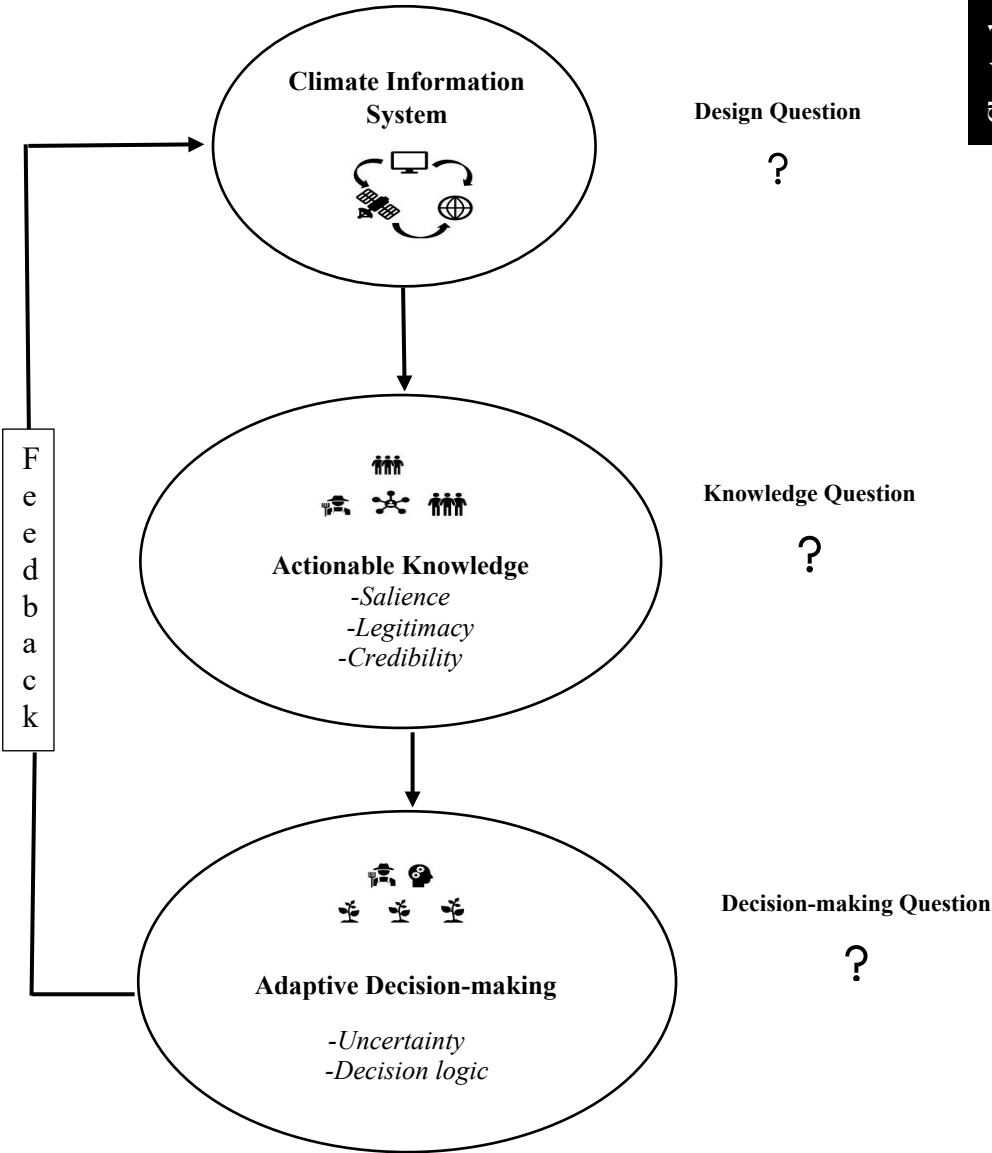 Climate Information
System
Design Question
?
Feedback
Knowledge Question
?
Actionable Knowledge
-Salience
-Legitimacy
-Credibility
Decision-making Question
?
Adaptive Decision-making
-Uncertainty
-Decision logic